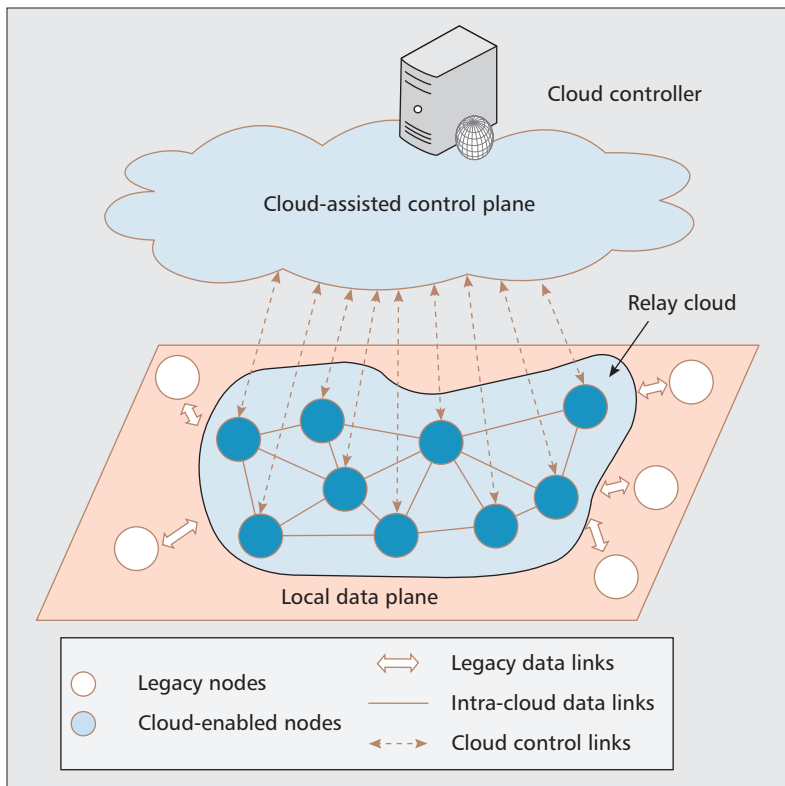 Cloud controller
Cloud-assisted control plane
Relay cloud
Local data plane
Legacy nodes
Cloud-enabled nodes
Legacy data links
Intra-cloud data links
Cloud control links